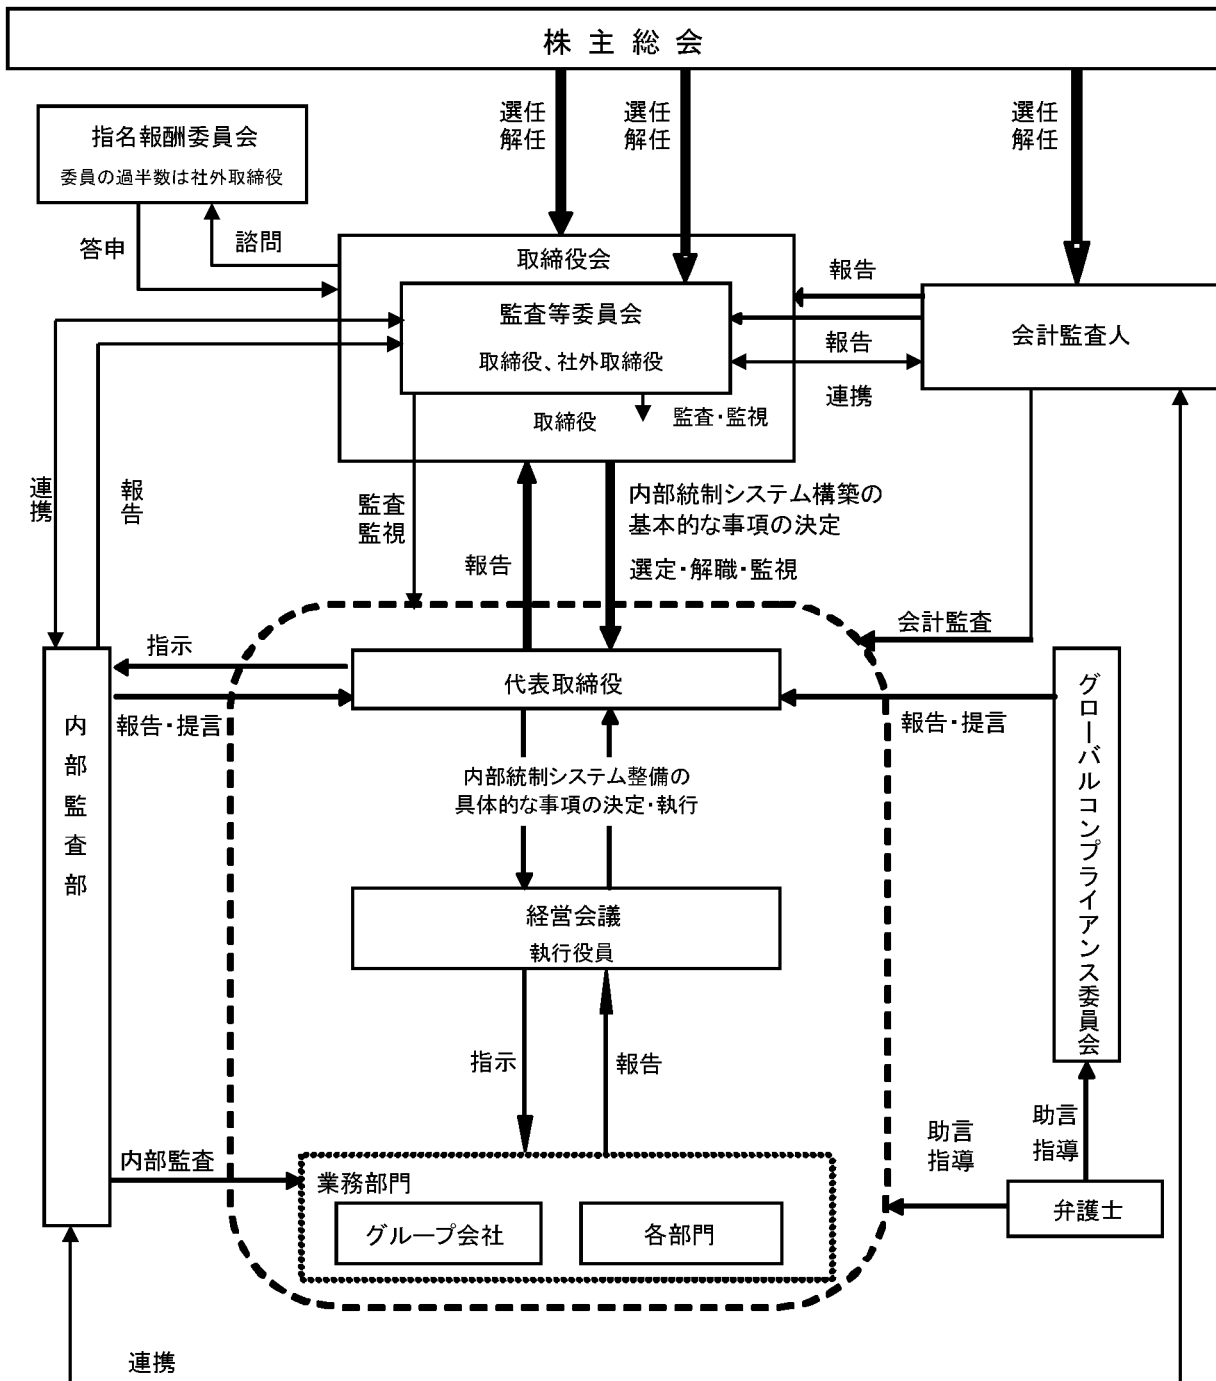 株主総会
選任
解任
選任
解任
選任
解任
指名報酬委員会
委員の過半数は社外取締役
答申
諮問
取締役会
監査等委員会
取締役、社外取締役
取締役
監査・監視
報告
報告
連携
会計監査人
連携
報告
監査
監視
報告
内部統制システム構築の
基本的な事項の決定
選定・解職・監視
会計監査
指示
報告・提言
代表取締役
報告・提言
内部監査部
グローバルコンプライアンス委員会
内部統制システム整備の
具体的な事項の決定・執行
経営会議
執行役員
指示
報告
内部監査
業務部門
グループ会社
各部門
助言
指導
助言
指導
弁護士
連携